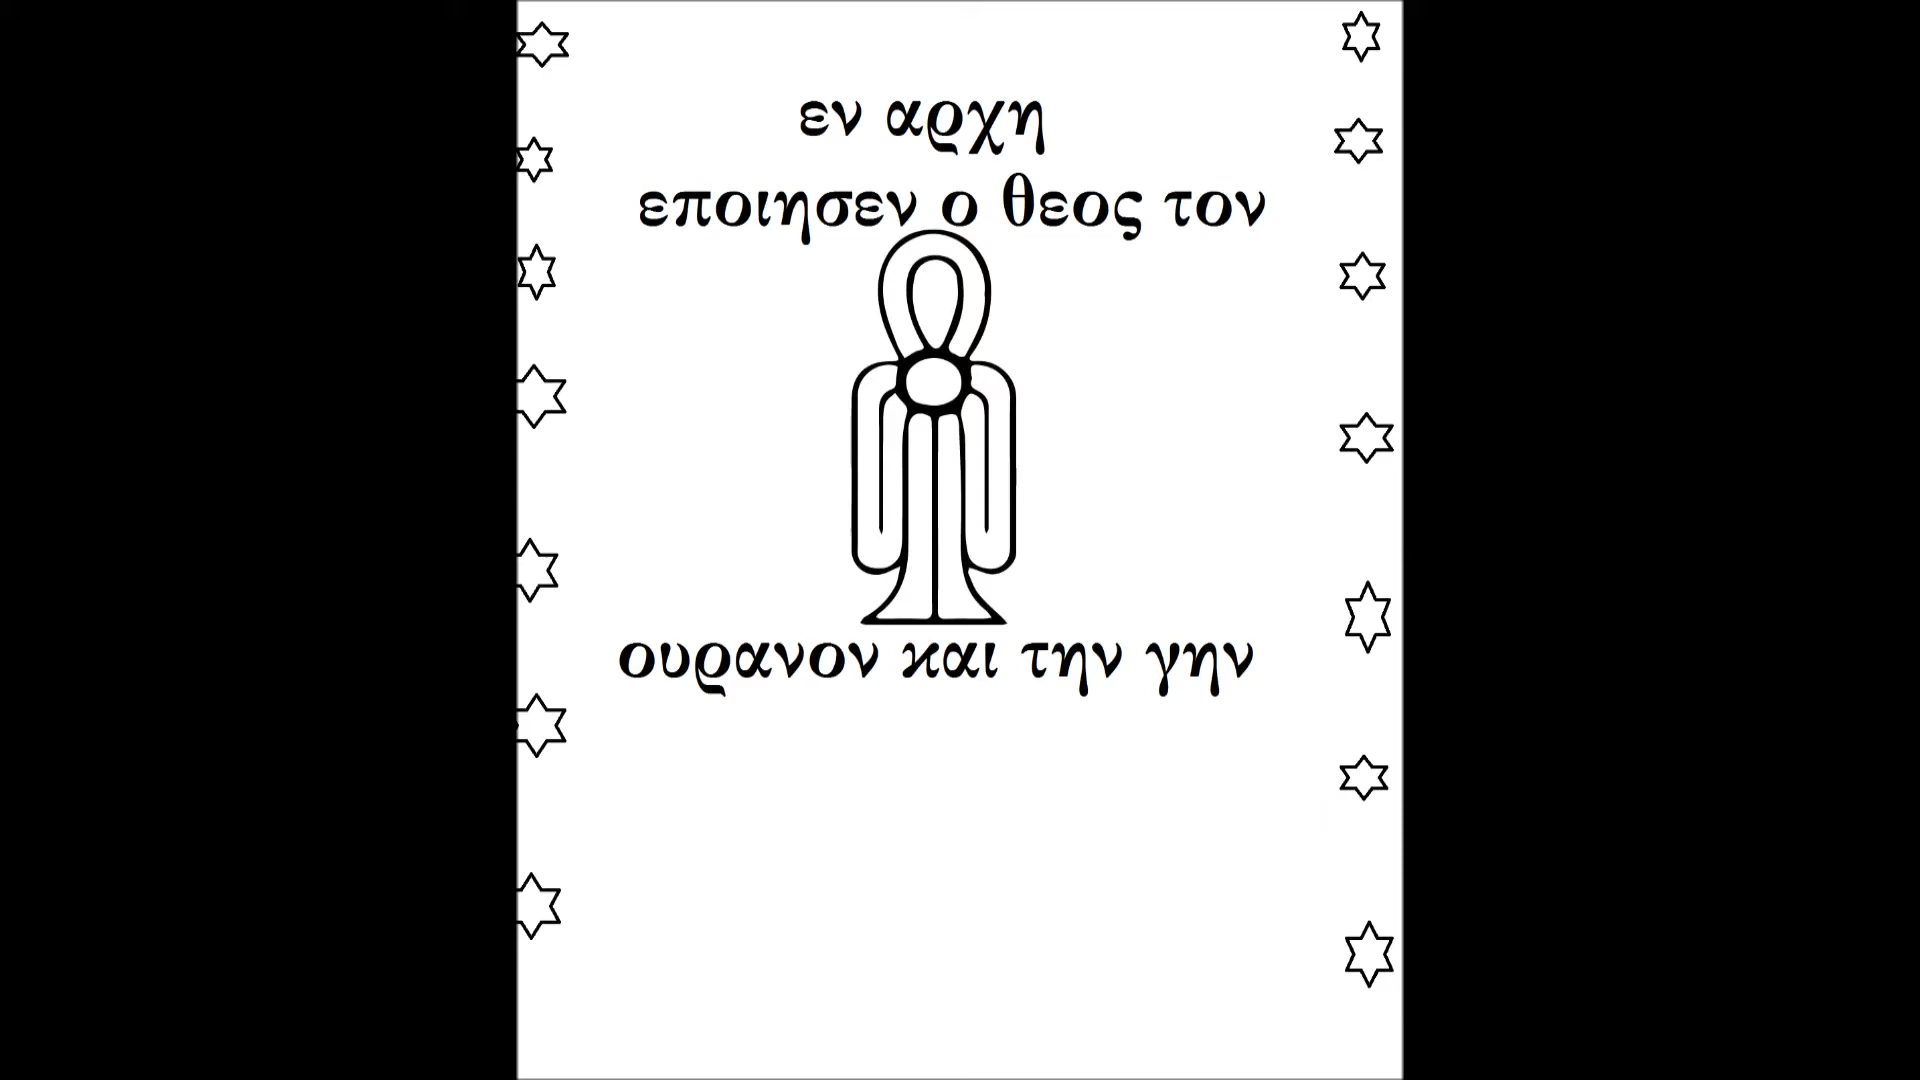 εν αρχη
εποιησεν ο θεος τον
ουρανον και την γην